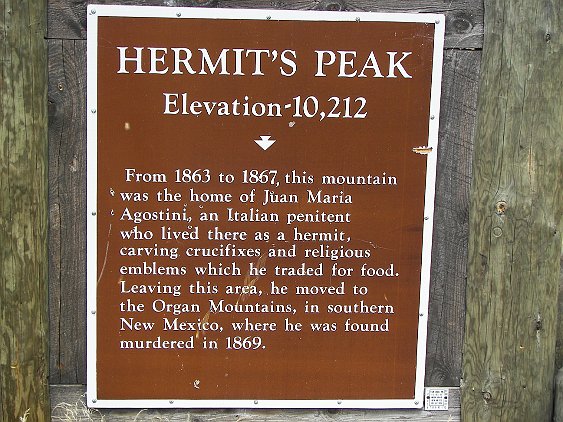 HERMIT'S PEAK
Elevation-10,212
From 1863 to 1867, this mountain
was the home of Juan Maria
Agostini, an Italian penitent
who lived there as a hermit,
carving crucifixes and religious
emblems which he traded for food.
Leaving this area, he moved to
the Organ Mountains, in southern
New Mexico, where he was found
murdered in 1869.